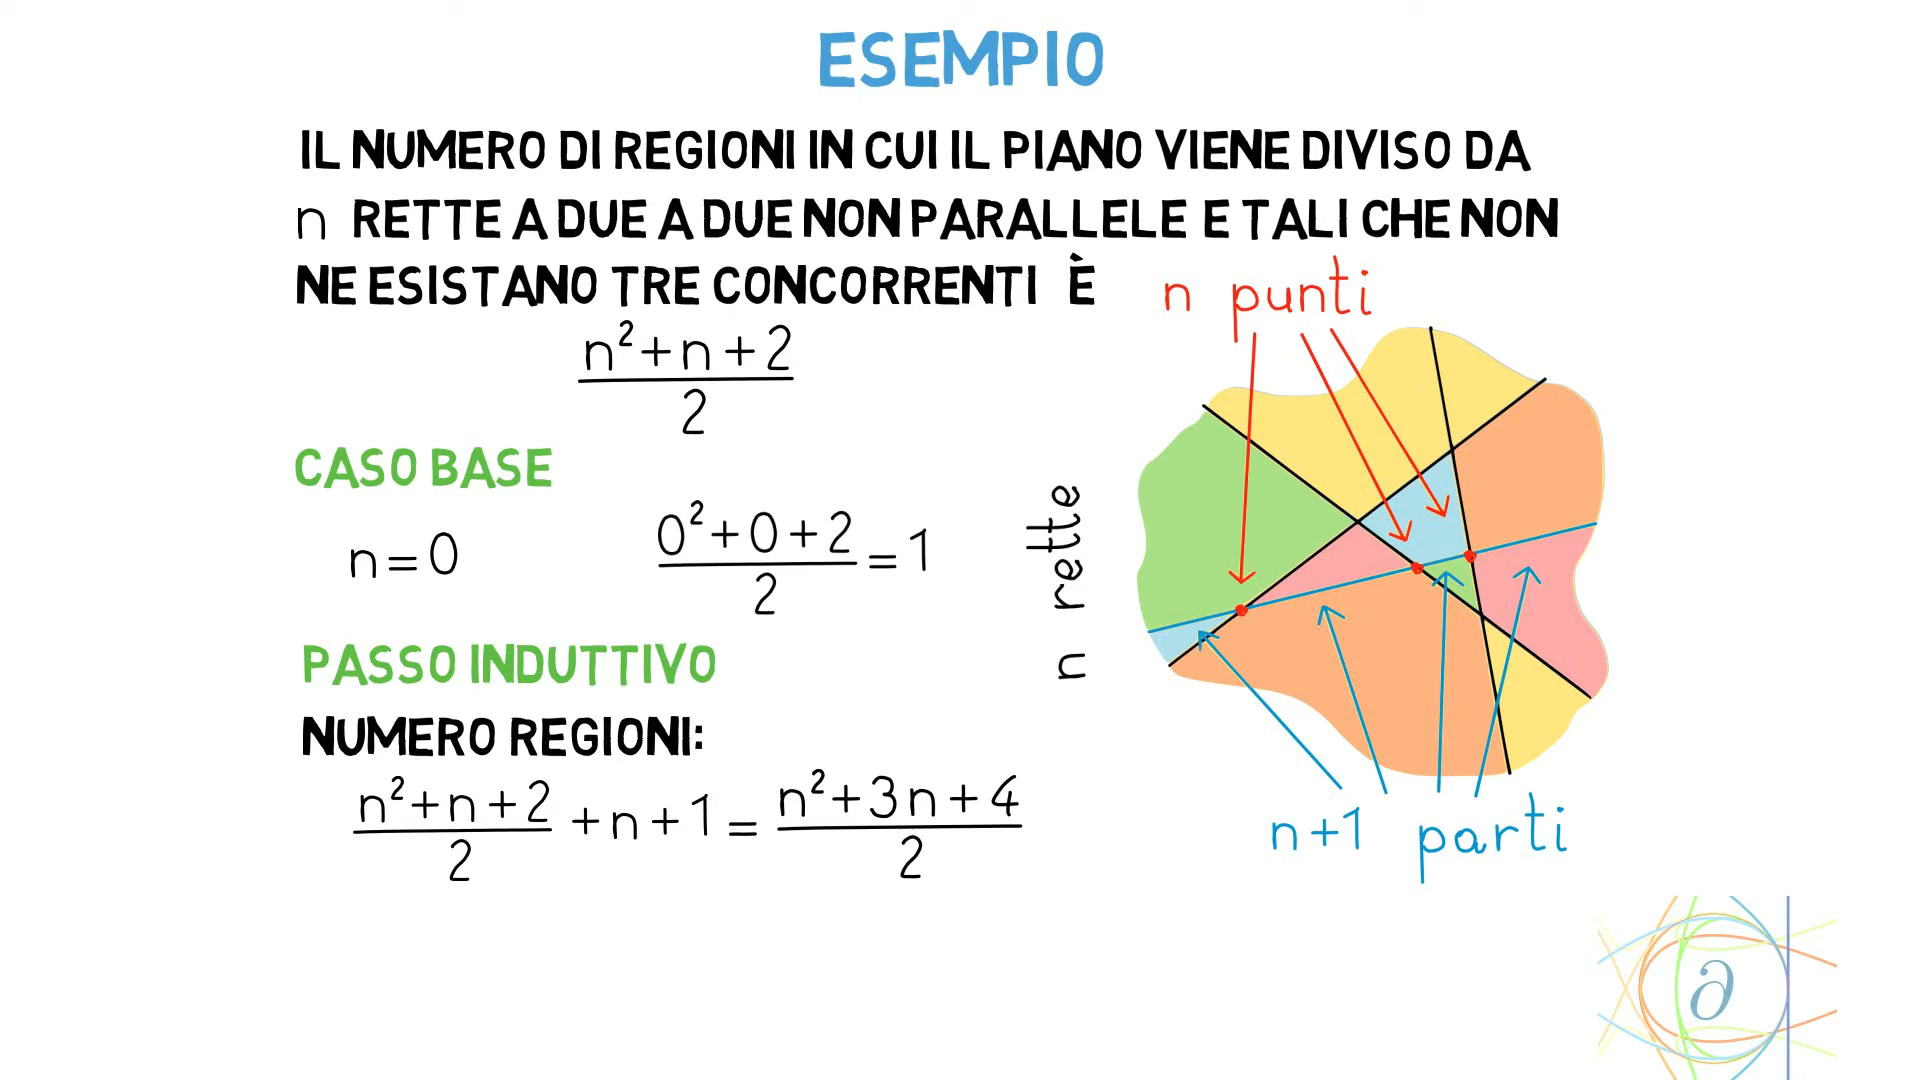 ESEMPIO
IL NUMERO DI REGIONI IN CUI IL PIANO VIENE DIVISO DA
n RETTE A DUE A DUE NON PARALLELE E TALI CHE NON
NE ESISTANO TRE CONCORRENTI È
n²+n+2
2
CASO BASE
n=0
0²+0+2
2
=1
PASSO INDUTTIVO
NUMERO REGIONI:
n²+n+2
2
+n+1=
n²+3n+4
2
n punti
n rette
n+1 parti
∂